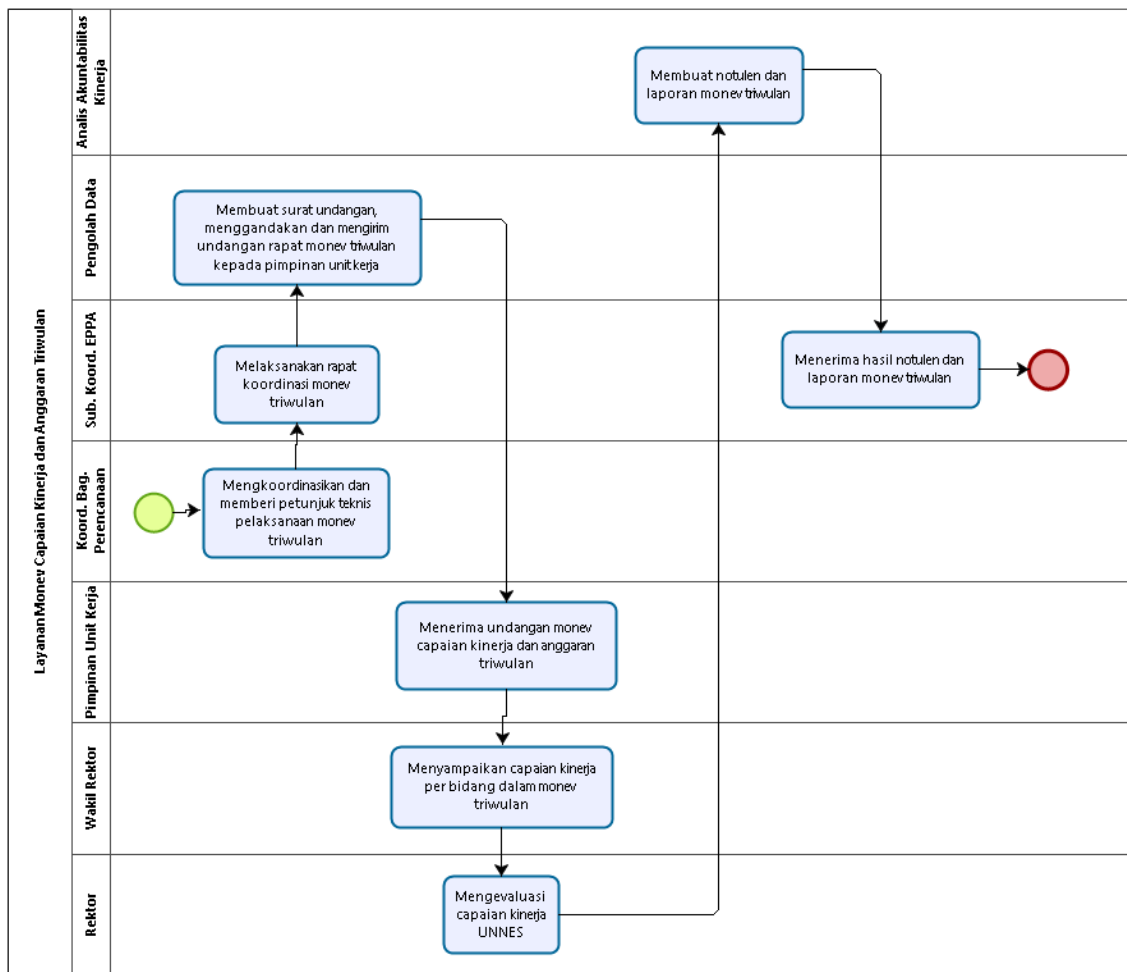 Layanan Monev Capaian Kinerja dan Anggaran Triwulan
Analis Akuntabilitas
Kinerja
Membuat notulen dan
laporan monev triwulan
Pengolah Data
Membuat surat undangan,
menggandakan dan mengirim
undangan rapat monev triwulan
kepada pimpinan unit kerja
Sub. Koord. EPPA
Melaksanakan rapat
koordinasi monev
triwulan
Menerima hasil notulen dan
laporan monev triwulan
Koord. Bag.
Perencanaan
Mengkoordinasikan dan
memberi petunjuk teknis
pelaksanaan monev
triwulan
Pimpinan Unit Kerja
Menerima undangan monev
capaian kinerja dan anggaran
triwulan
Wakil Rektor
Menyampaikan capaian kinerja
per bidang dalam monev
triwulan
Rektor
Mengevaluasi
capaian kinerja
UNNES